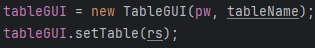 tableGUI = new TableGUI(pw, tableName);
tableGUI.setTable(rs);